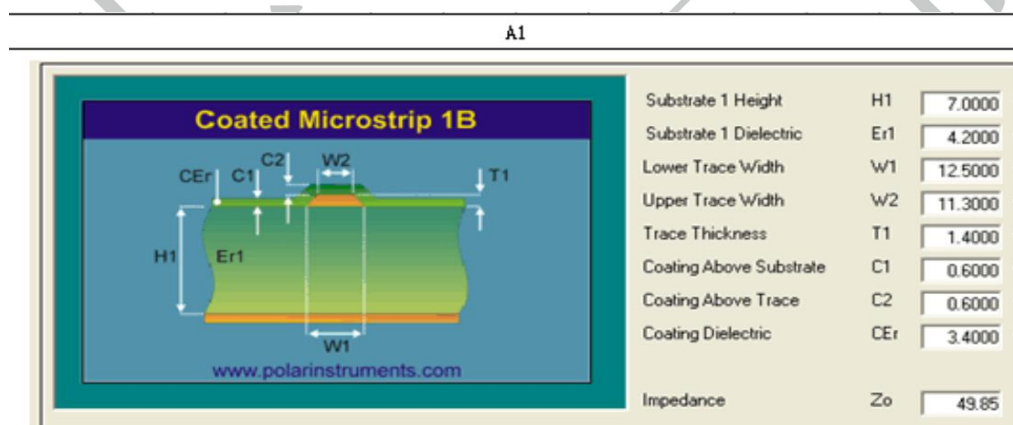 A1
Coated Microstrip 1B
C2 W2
CEr C1 T1
H1 Er1
W1
www.polarinstruments.com
Substrate 1 Height H1 7.0000
Substrate 1 Dielectric Er1 4.2000
Lower Trace Width W1 12.5000
Upper Trace Width W2 11.3000
Trace Thickness T1 1.4000
Coating Above Substrate C1 0.6000
Coating Above Trace C2 0.6000
Coating Dielectric CEr 3.4000
Impedance Zo 49.85